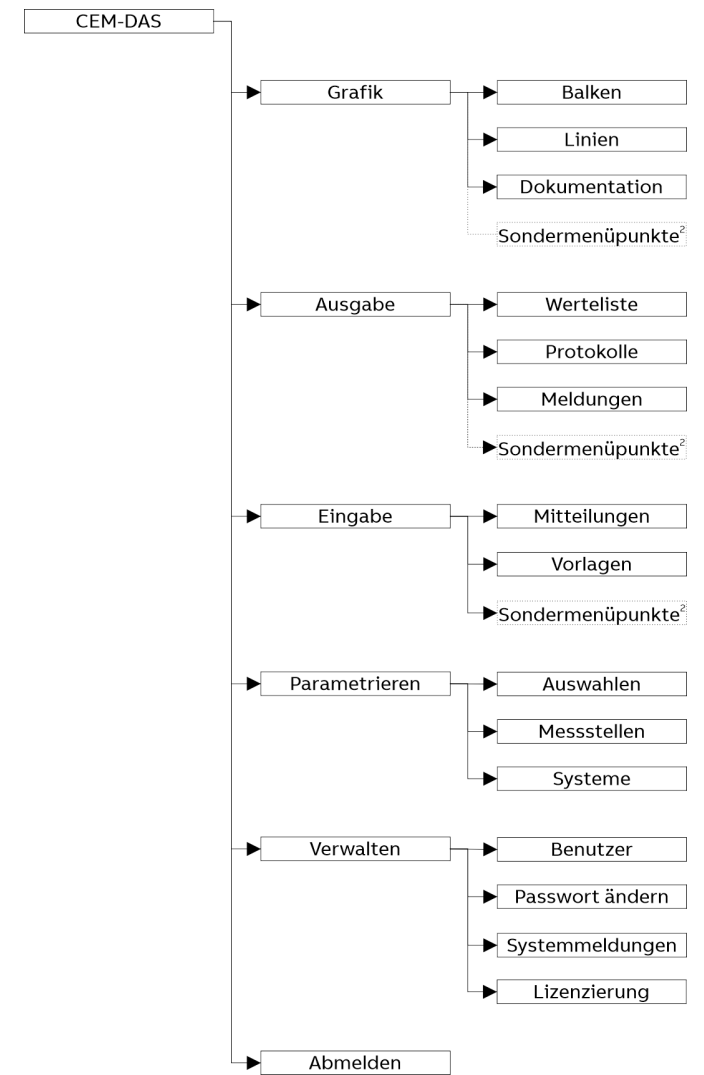 CEM-DAS
Grafik
Balken
Linien
Dokumentation
Sondermenüpunkte²
Ausgabe
Werteliste
Protokolle
Meldungen
Sondermenüpunkte²
Eingabe
Mitteilungen
Vorlagen
Sondermenüpunkte²
Parametrieren
Auswahlen
Messstellen
Systeme
Verwalten
Benutzer
Passwort ändern
Systemmeldungen
Lizenzierung
Abmelden